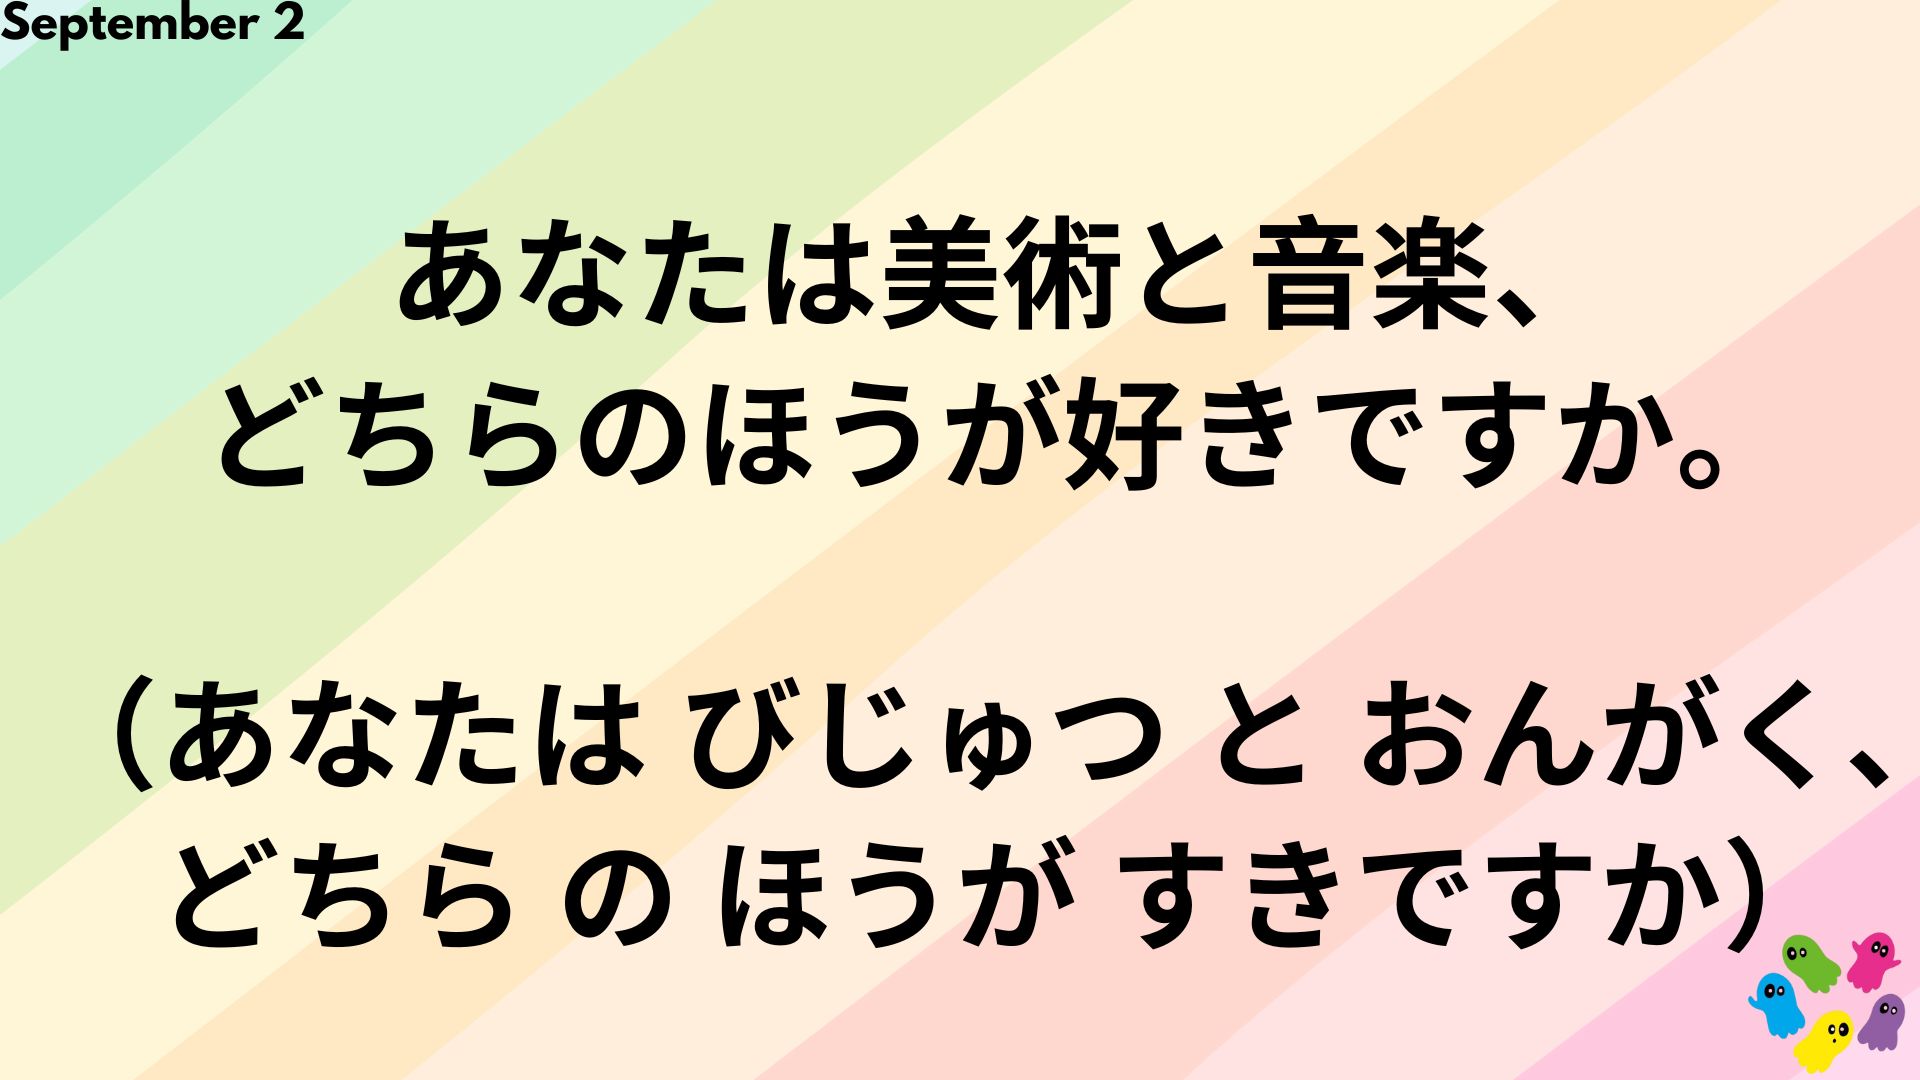 September 2
あなたは美術と音楽、
どちらのほうが好きですか。
（あなたは びじゅつ と おんがく、
どちら の ほうが すきですか）